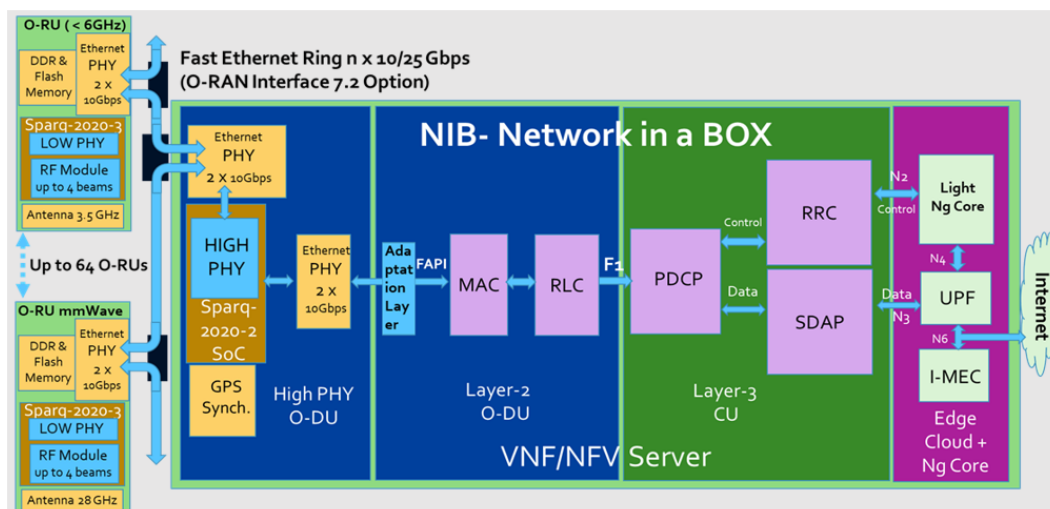 O-RU ( < 6GHz)
DDR &
Flash
Memory
Ethernet
PHY
2 x
10Gbps
Sparq-2020-3
LOW PHY
RF Module
up to 4 beams
Antenna 3.5 GHz
Up to 64 O-RUs
O-RU mmWave
DDR &
Flash
Memory
Ethernet
PHY
2 x
10Gbps
Sparq-2020-3
LOW PHY
RF Module
up to 4 beams
Antenna 28 GHz
Fast Ethernet Ring n x 10/25 Gbps
(O-RAN Interface 7.2 Option)
NIB- Network in a BOX
Ethernet
PHY
2 x 10Gbps
HIGH
PHY
Sparq-
2020-2
SoC
GPS
Synch.
Ethernet
PHY
2 x
10Gbps
High PHY
O-DU
Ada
ptat
ion
Lay
er
FAPI
MAC
RLC
Layer-2
O-DU
F1
PDCP
Control
Data
RRC
SDAP
Layer-3
CU
VNF/NFV Server
N2
Control
Data
N3
Light
Ng Core
N4
UPF
N6
I-MEC
Edge
Cloud +
Ng Core
Internet